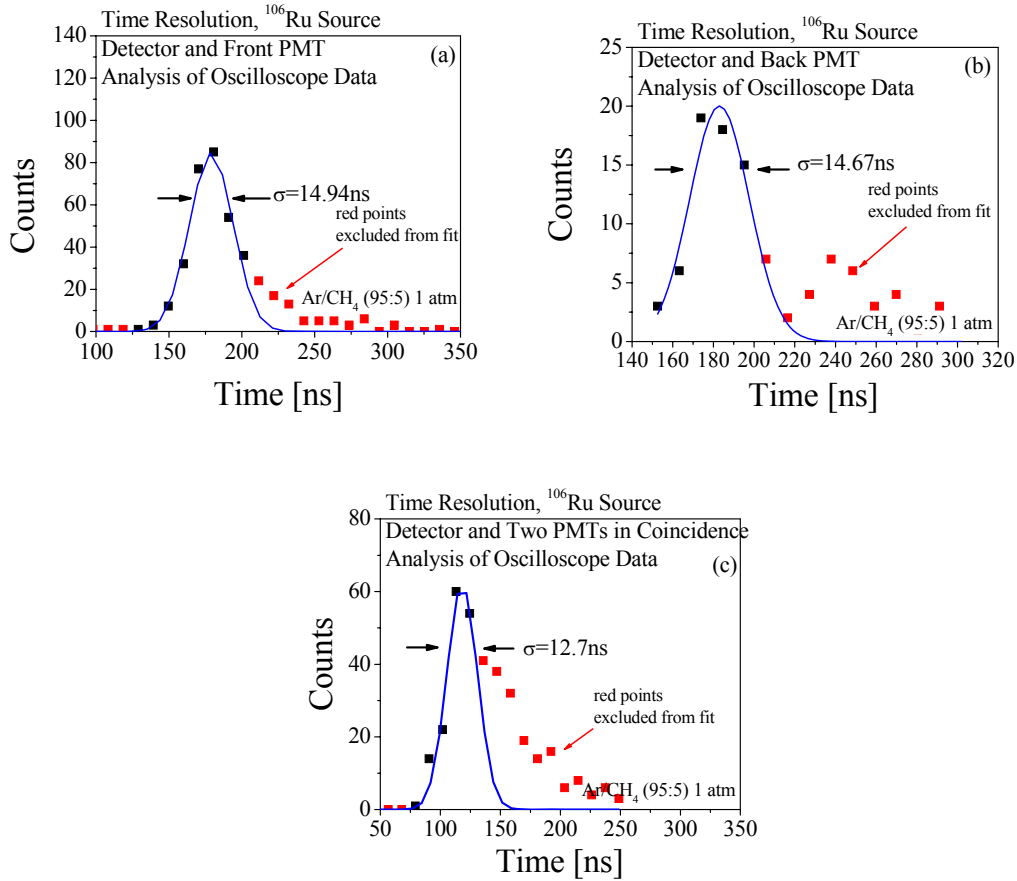 Time Resolution, ¹⁰⁶Ru Source
Detector and Front PMT
Analysis of Oscilloscope Data
(a)
140
120
100
80
60
40
20
0
Counts
σ=14.94ns
red points
excluded from fit
Ar/CH₄ (95:5) 1 atm
100 150 200 250 300 350
Time [ns]
Time Resolution, ¹⁰⁶Ru Source
Detector and Back PMT
Analysis of Oscilloscope Data
(b)
25
20
15
10
5
0
Counts
σ=14.67ns
red points
excluded from fit
Ar/CH₄ (95:5) 1 atm
140 160 180 200 220 240 260 280 300 320
Time [ns]
Time Resolution, ¹⁰⁶Ru Source
Detector and Two PMTs in Coincidence
Analysis of Oscilloscope Data
(c)
80
60
40
20
0
Counts
σ=12.7ns
red points
excluded from fit
Ar/CH₄ (95:5) 1 atm
50 100 150 200 250 300 350
Time [ns]